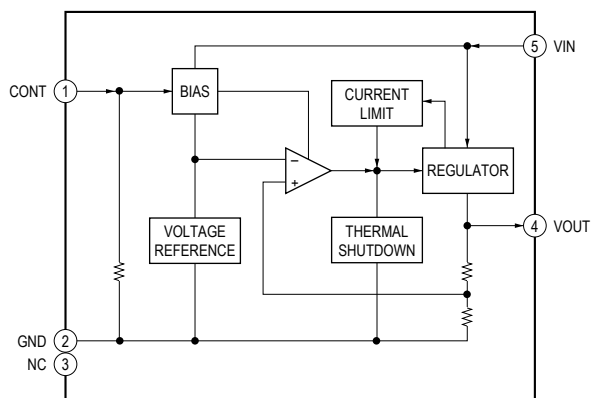 5 VIN
CONT 1
BIAS
CURRENT
LIMIT
−
+
REGULATOR
VOLTAGE
REFERENCE
THERMAL
SHUTDOWN
4 VOUT
GND 2
NC 3